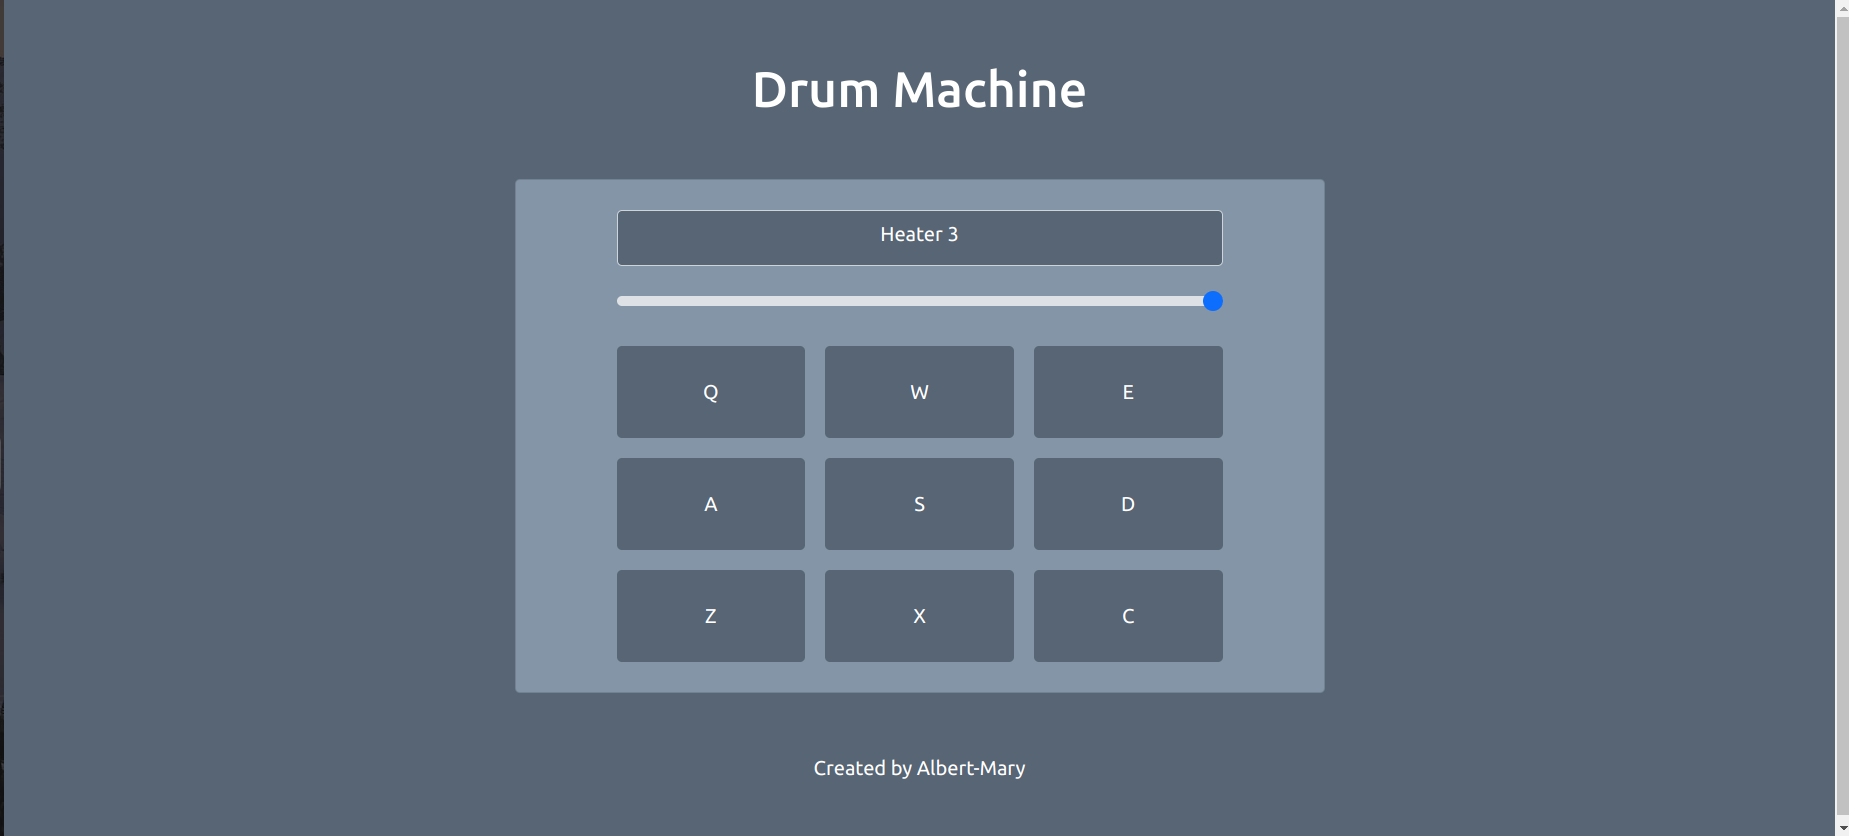 Drum Machine
Heater 3
Q W E
A S D
Z X C
Created by Albert-Mary